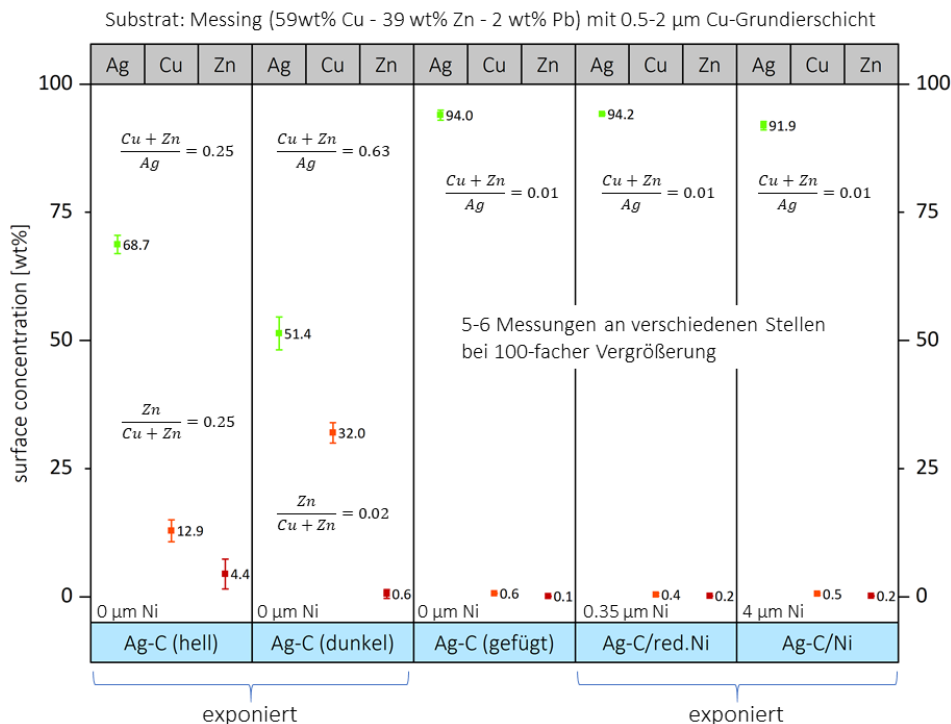 Substrat: Messing (59wt% Cu - 39 wt% Zn - 2 wt% Pb) mit 0.5-2 µm Cu-Grundierschicht
Ag Cu Zn Ag Cu Zn Ag Cu Zn Ag Cu Zn Ag Cu Zn
surface concentration [wt%]
100
75
50
25
0
100
75
50
25
0
(Cu + Zn)/Ag = 0.25
68.7
Zn/(Cu + Zn) = 0.25
12.9
4.4
0 µm Ni
(Cu + Zn)/Ag = 0.63
51.4
32.0
Zn/(Cu + Zn) = 0.02
0.6
0 µm Ni
94.0
(Cu + Zn)/Ag = 0.01
0.6
0.1
0 µm Ni
94.2
(Cu + Zn)/Ag = 0.01
0.4
0.2
0.35 µm Ni
91.9
(Cu + Zn)/Ag = 0.01
0.5
0.2
4 µm Ni
5-6 Messungen an verschiedenen Stellen
bei 100-facher Vergrößerung
Ag-C (hell) Ag-C (dunkel) Ag-C (gefügt) Ag-C/red.Ni Ag-C/Ni
exponiert exponiert